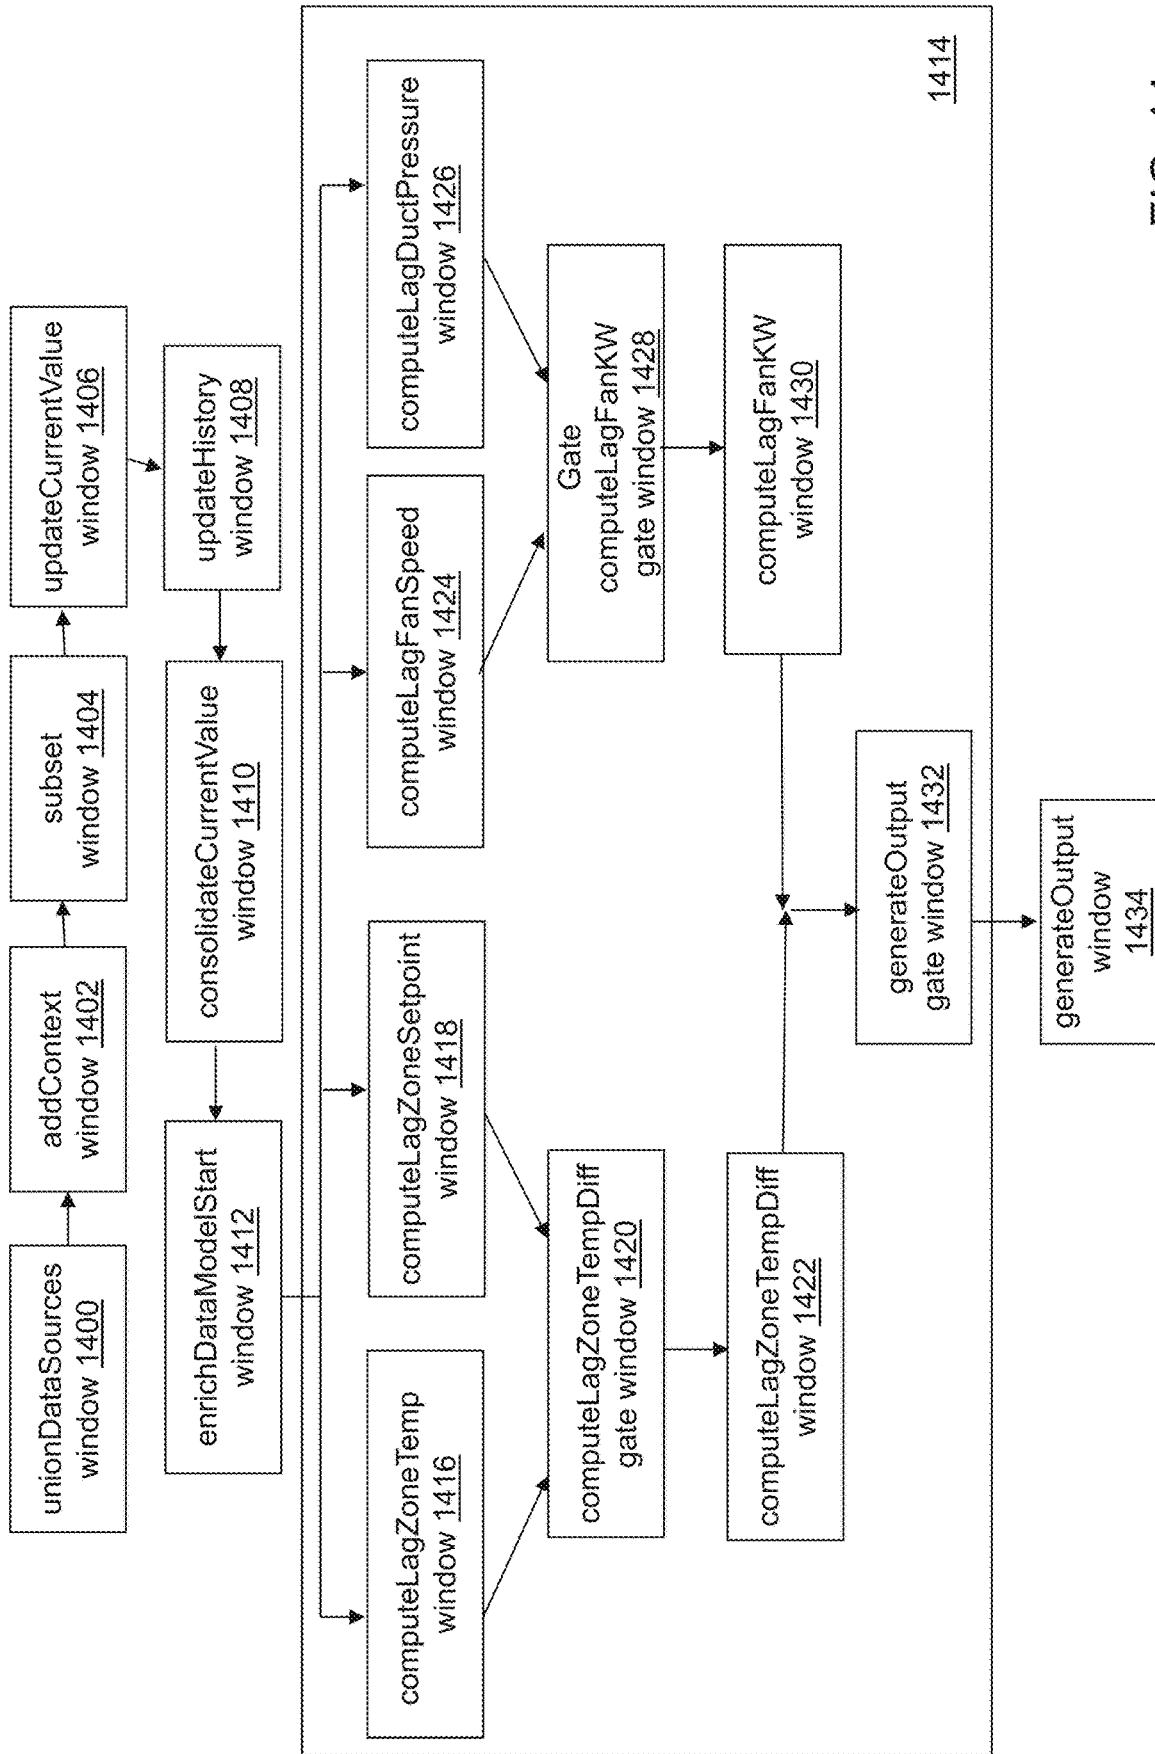 unionDataSources
window 1400
addContext
window 1402
subset
window 1404
updateCurrentValue
window 1406
enrichDataModelStart
window 1412
consolidateCurrentValue
window 1410
updateHistory
window 1408
computeLagZoneTemp
window 1416
computeLagZoneSetpoint
window 1418
computeLagFanSpeed
window 1424
computeLagDuctPressure
window 1426
computeLagZoneTempDiff
gate window 1420
Gate
computeLagFanKW
gate window 1428
computeLagZoneTempDiff
window 1422
computeLagFanKW
window 1430
generateOutput
gate window 1432
1414
generateOutput
window
1434